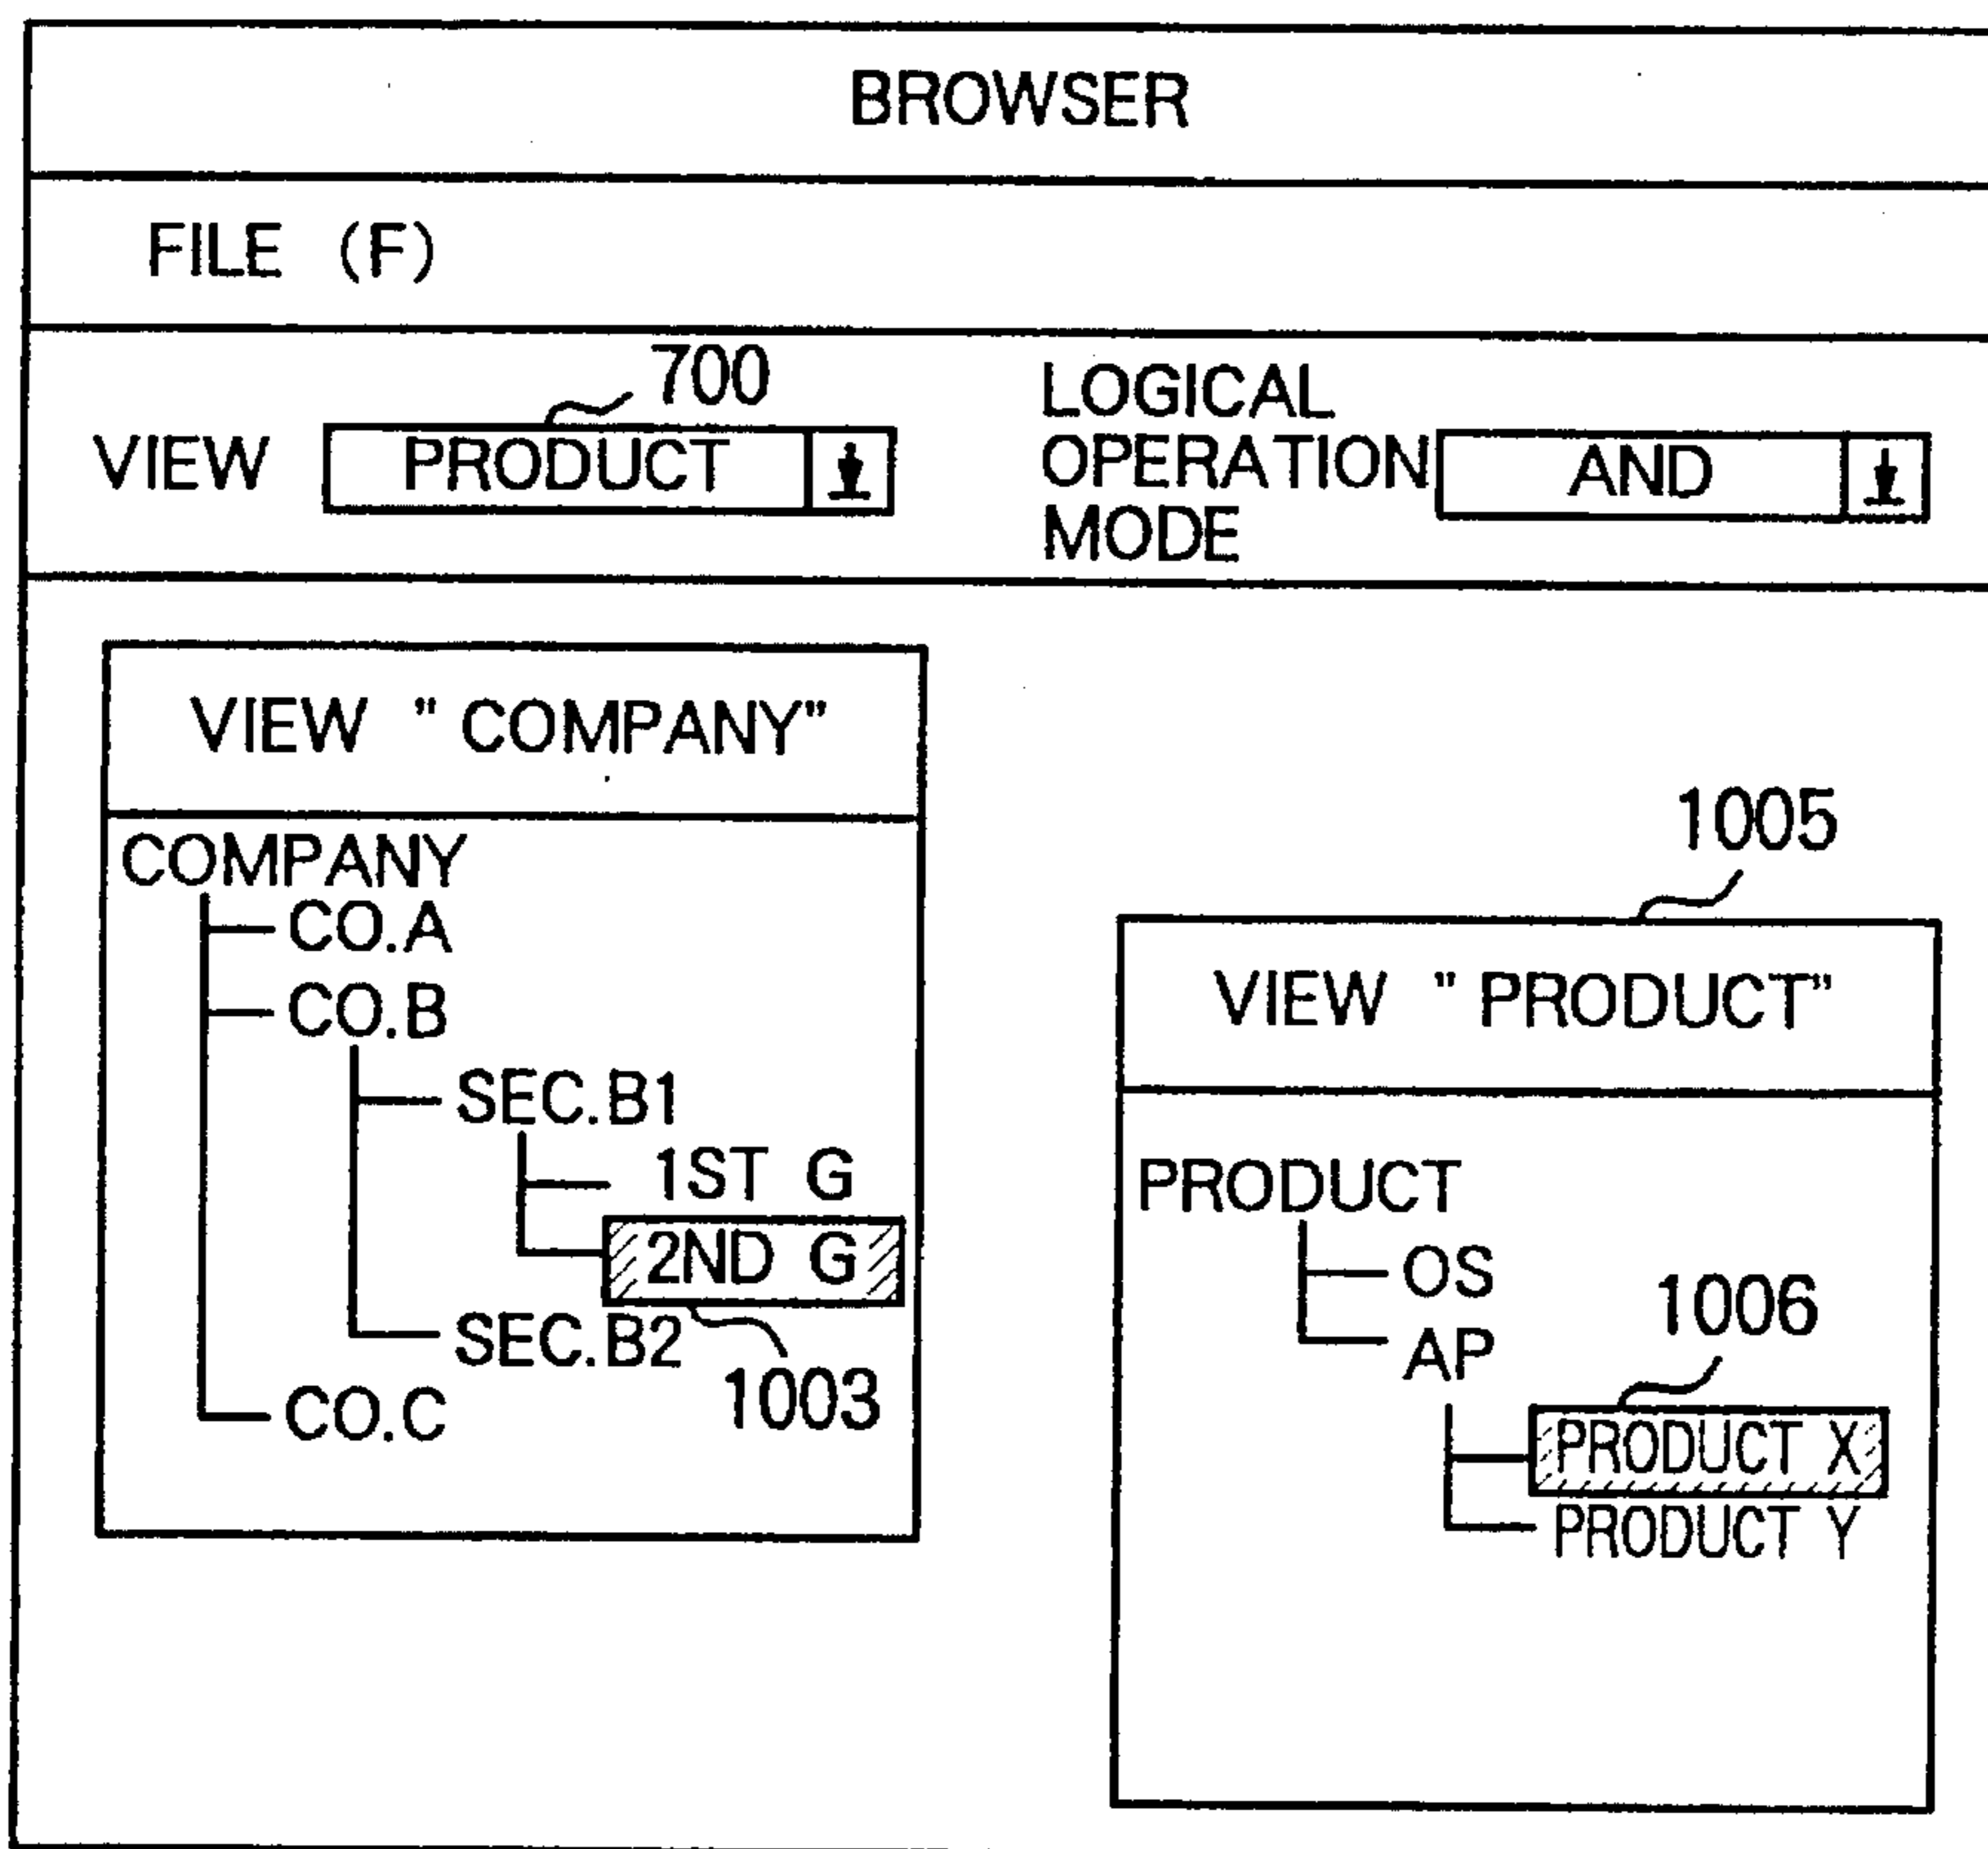 BROWSER
FILE (F)
700
VIEW PRODUCT
LOGICAL
OPERATION
MODE
AND
VIEW " COMPANY"
COMPANY
CO.A
CO.B
SEC.B1
1ST G
2ND G
SEC.B2
1003
CO.C
1005
VIEW " PRODUCT"
PRODUCT
OS
AP
1006
PRODUCT X
PRODUCT Y